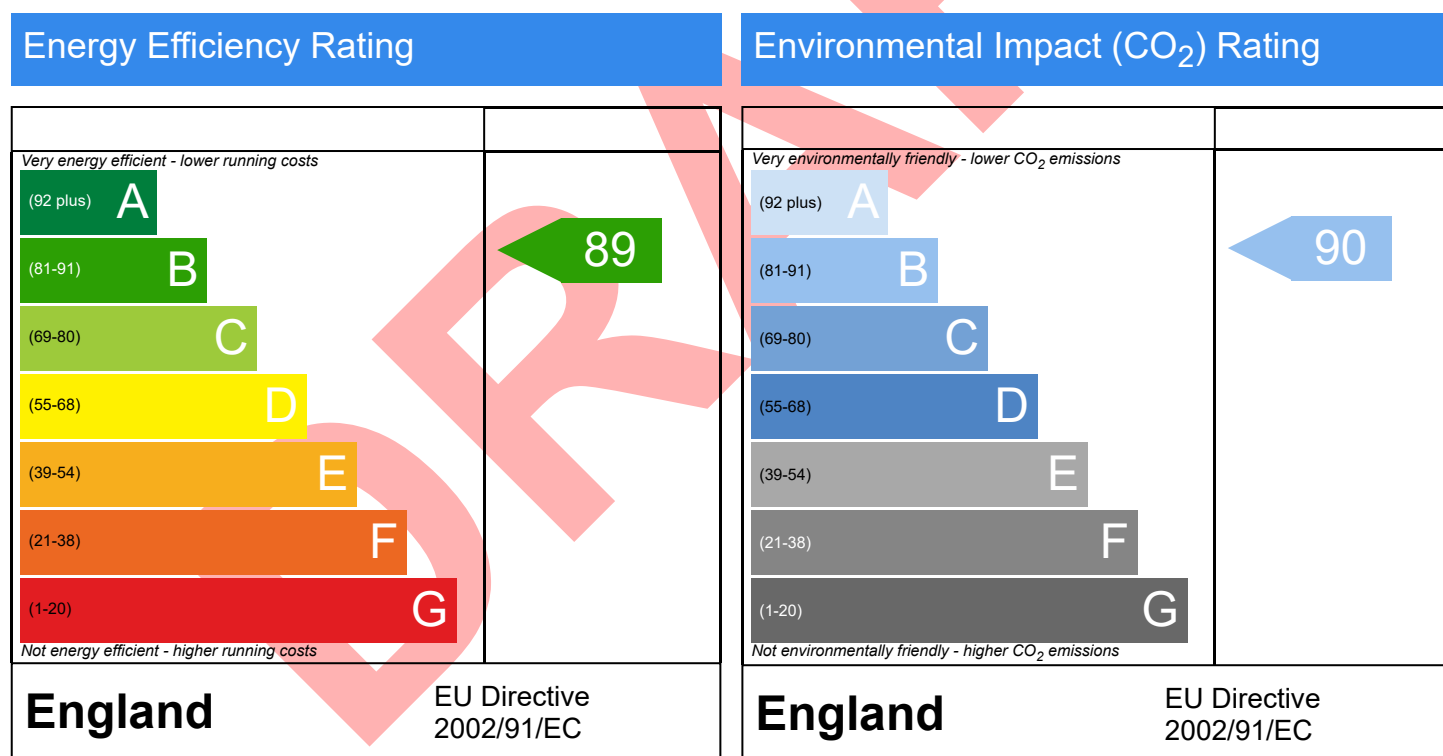 Energy Efficiency Rating
Very energy efficient - lower running costs
(92 plus) A
(81-91) B
(69-80) C
(55-68) D
(39-54) E
(21-38) F
(1-20) G
89
Not energy efficient - higher running costs
England
EU Directive
2002/91/EC
Environmental Impact (CO₂) Rating
Very environmentally friendly - lower CO₂ emissions
(92 plus) A
(81-91) B
(69-80) C
(55-68) D
(39-54) E
(21-38) F
(1-20) G
90
Not environmentally friendly - higher CO₂ emissions
England
EU Directive
2002/91/EC